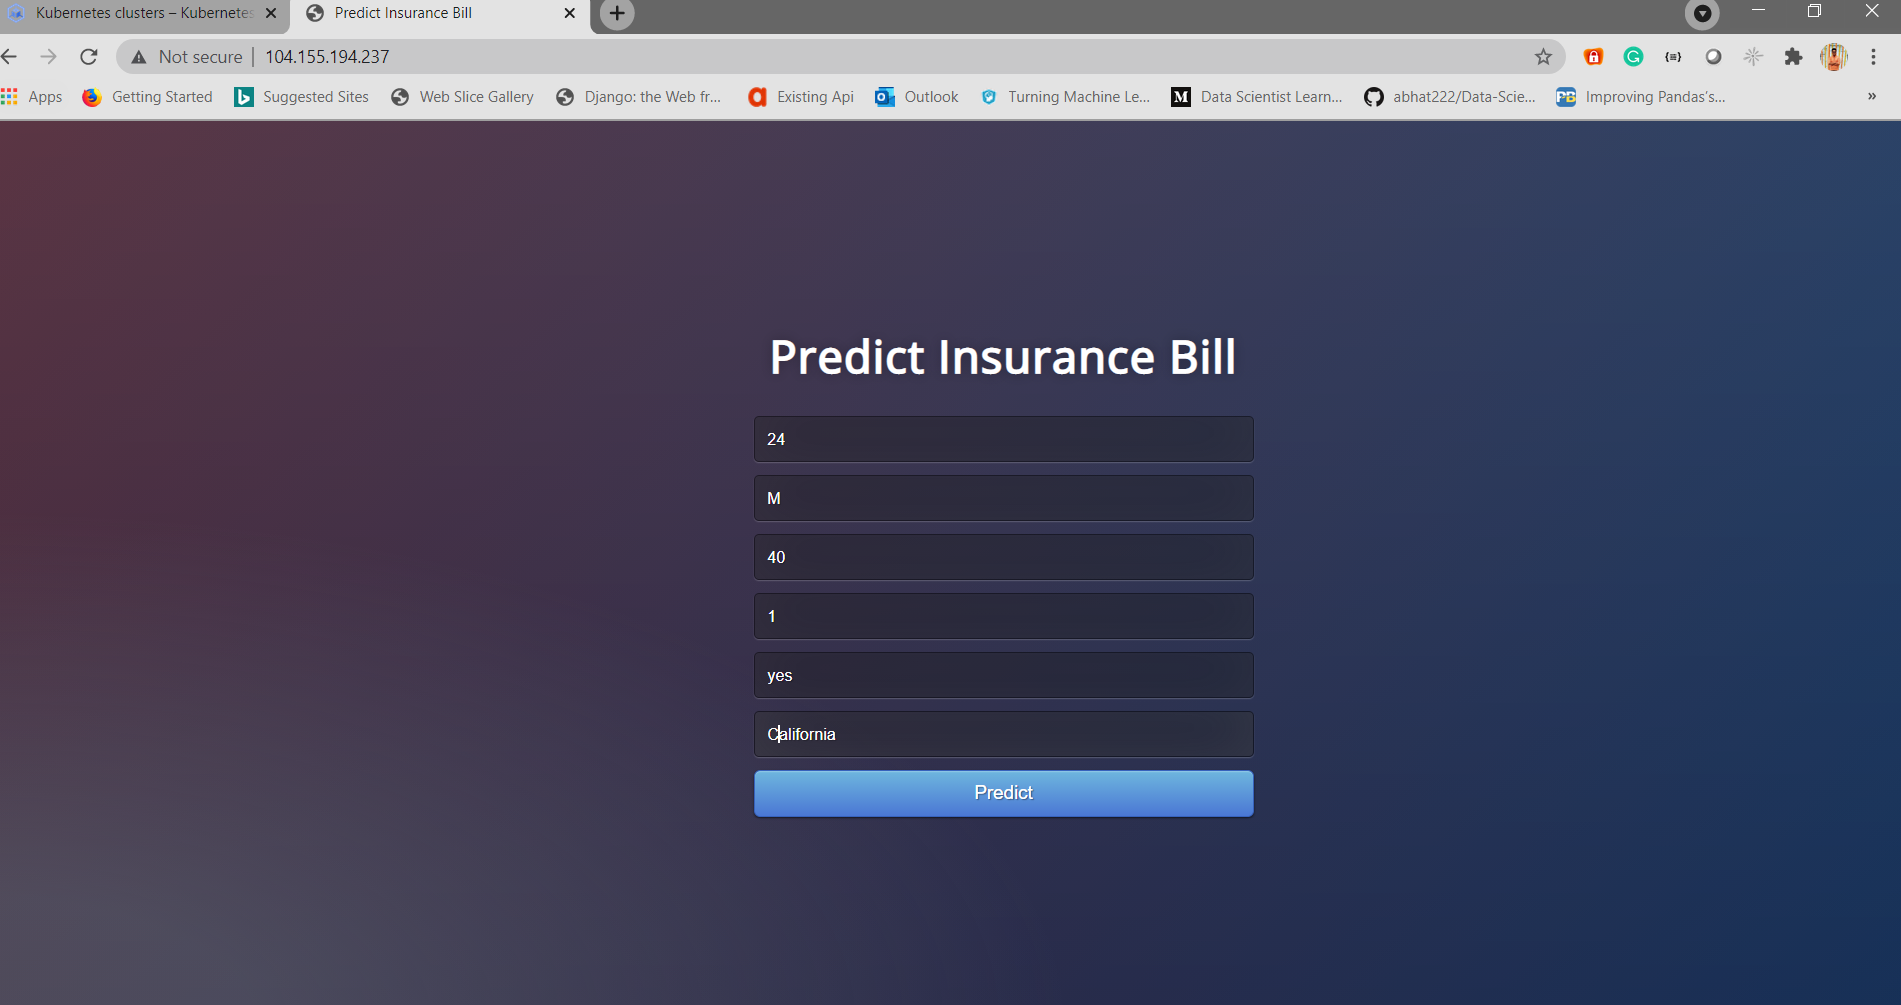 Kubernetes clusters – Kubernetes
Predict Insurance Bill
Not secure | 104.155.194.237
Apps Getting Started Suggested Sites Web Slice Gallery Django: the Web fr... Existing Api Outlook Turning Machine Le... M Data Scientist Learn... abhat222/Data-Scie... PB Improving Pandas's... »
Predict Insurance Bill
24
M
40
1
yes
California
Predict